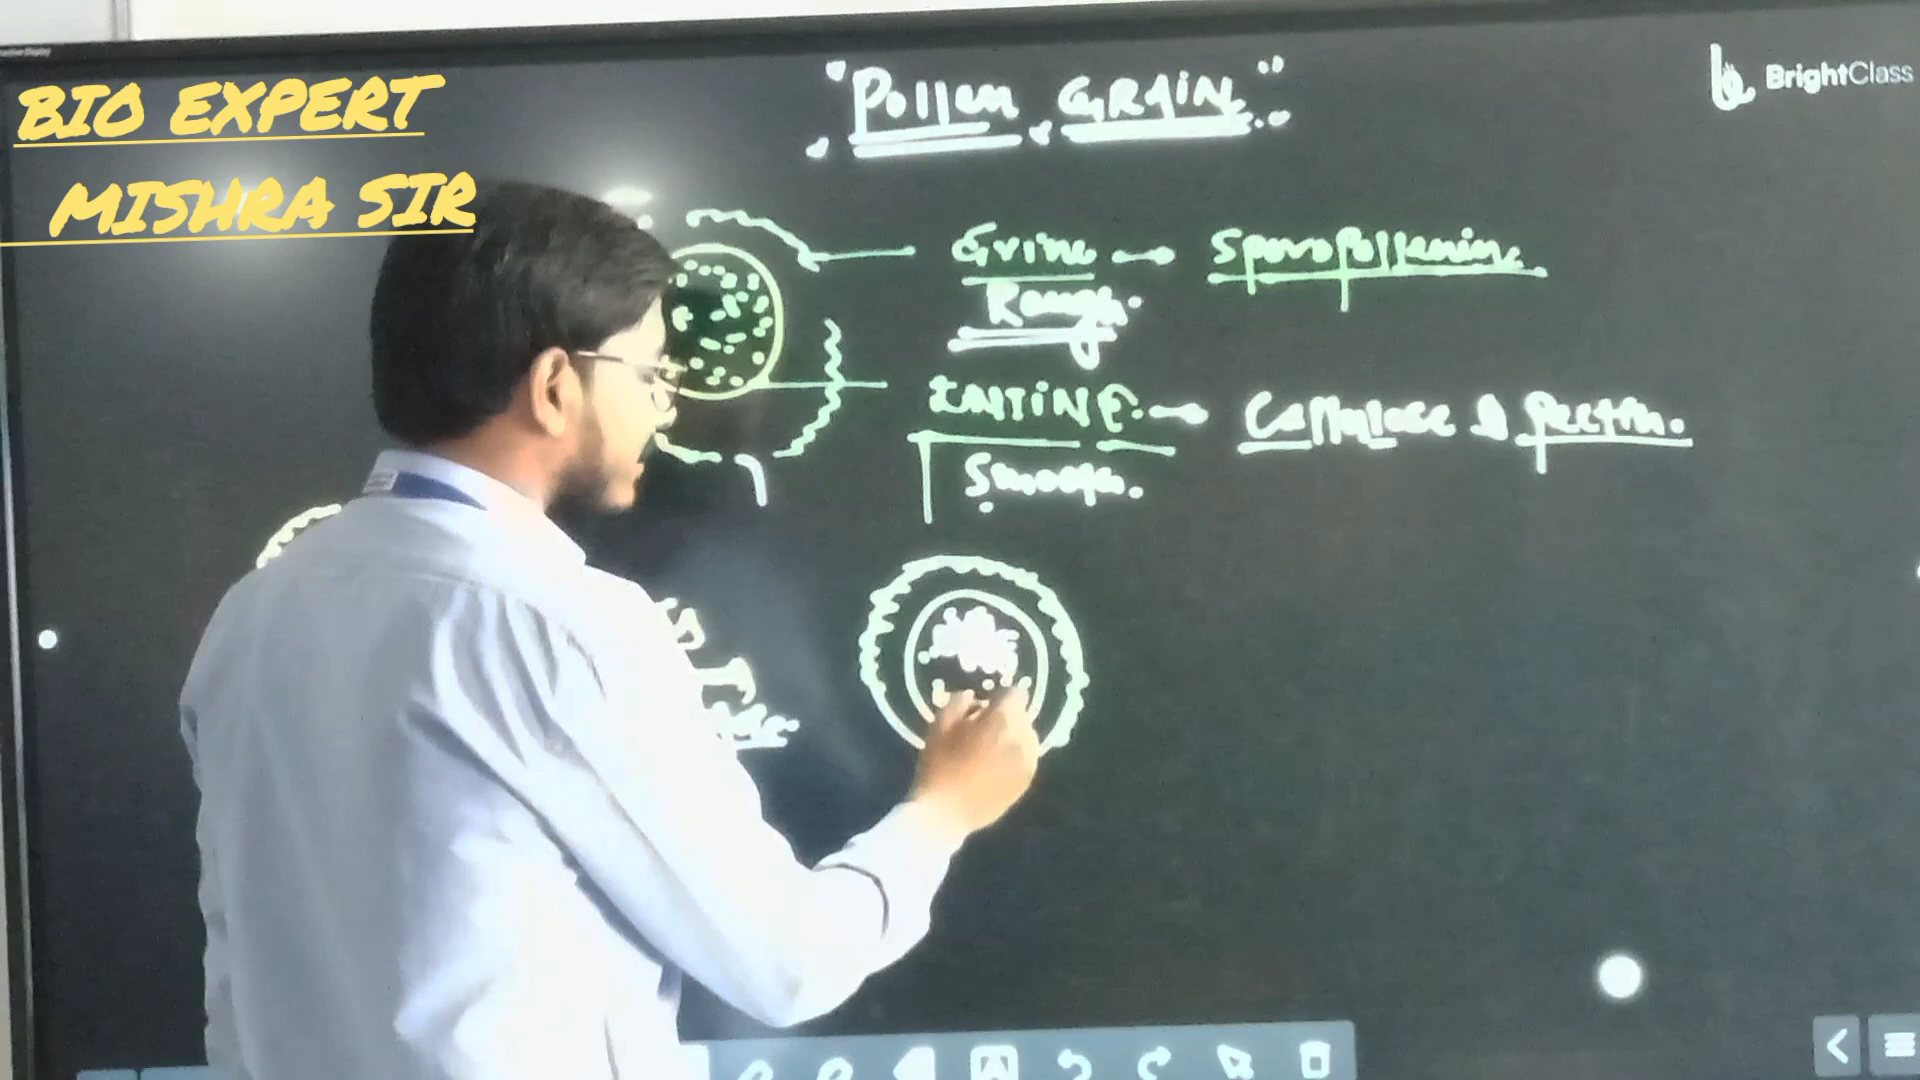 BIO EXPERT
MISHRA SIR
"Pollen GRAIN"
BrightClass
Exine → Sporopollenin
Rough.
INTINE. → Cellulose & Pectin.
Smooth.